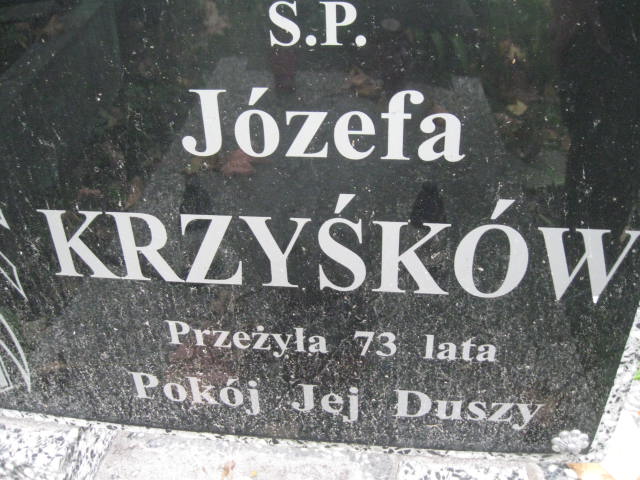 Ś.P.
Józefa
KRZYŚKÓW
Przeżyła 73 lata
Pokój Jej Duszy